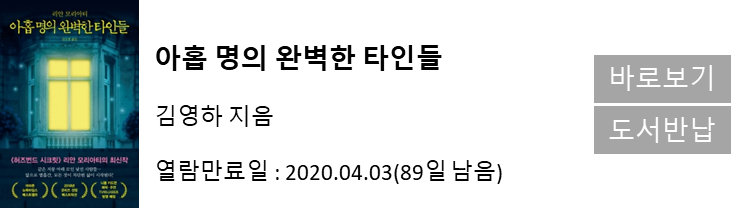 리안 모리아티
아홉 명의 완벽한 타인들
《허즈번드 시크릿》 리안 모리아티의 최신작
아홉 명의 완벽한 타인들
김영하 지음
열람만료일 : 2020.04.03(89일 남음)
바로보기
도서반납